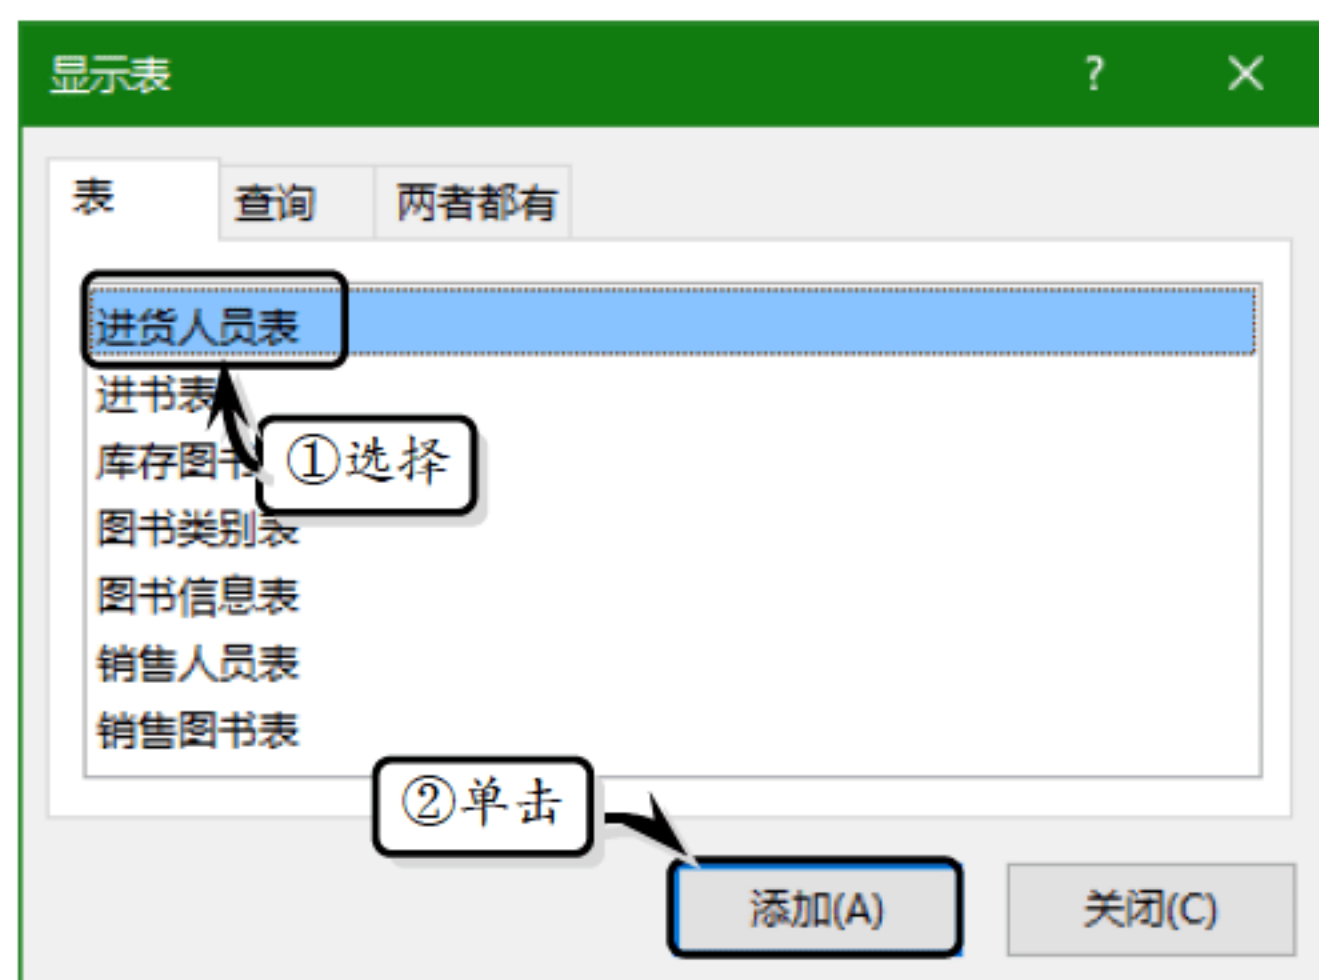 显示表 ?
表 查询 两者都有
进货人员表
进书表
库存图书
①选择
图书类别表
图书信息表
销售人员表
销售图书表
②单击
添加(A) 关闭(C)